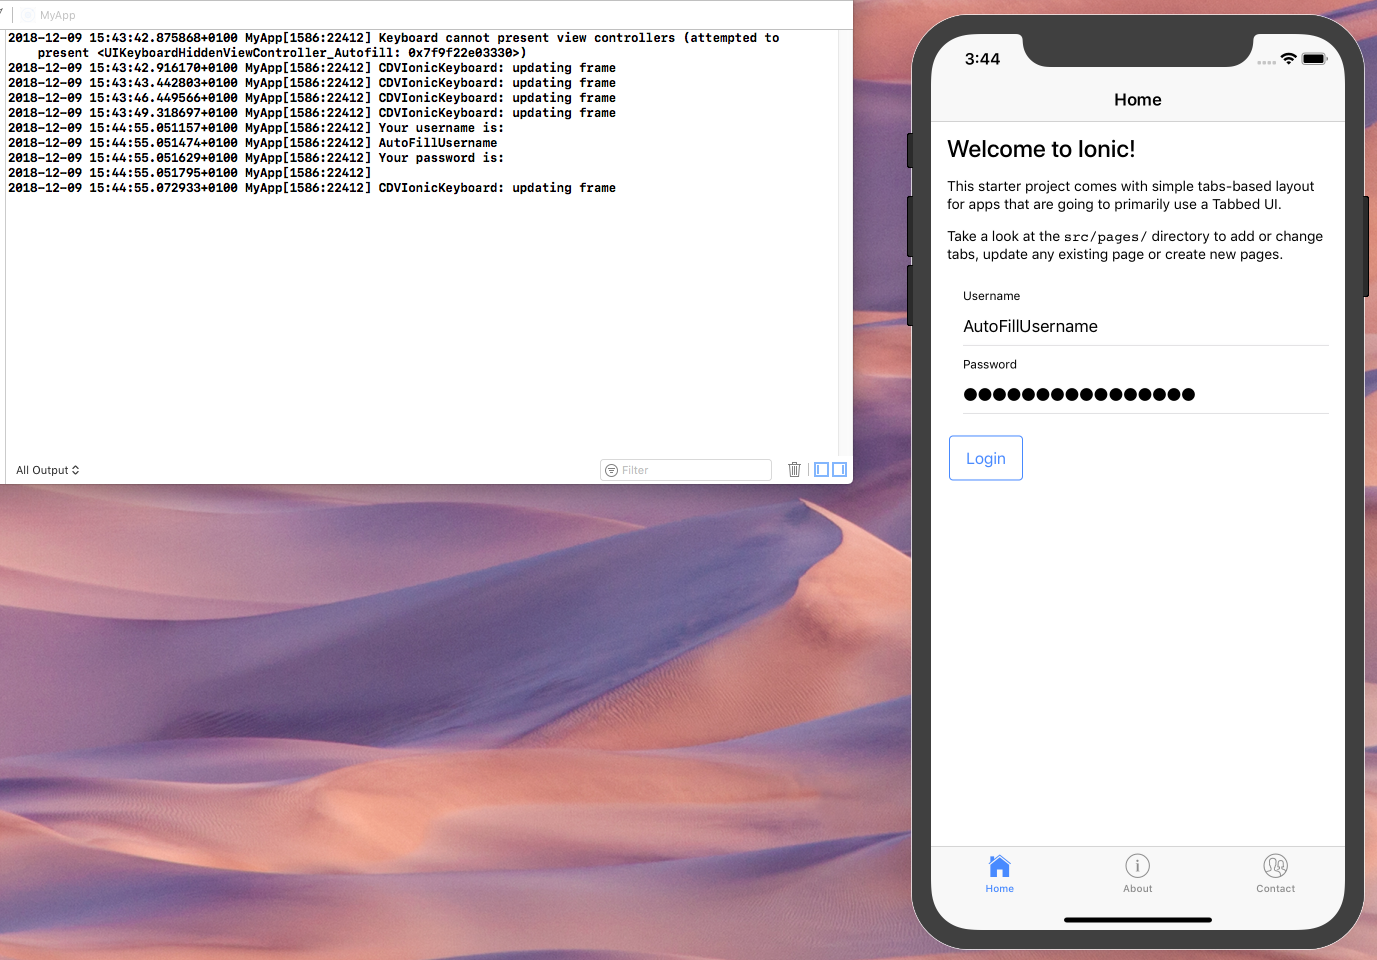 MyApp
2018-12-09 15:43:42.875868+0100 MyApp[1586:22412] Keyboard cannot present view controllers (attempted to
present <UIKeyboardHiddenViewController_Autofill: 0x7f9f22e03330>)
2018-12-09 15:43:42.916170+0100 MyApp[1586:22412] CDVIonicKeyboard: updating frame
2018-12-09 15:43:43.442803+0100 MyApp[1586:22412] CDVIonicKeyboard: updating frame
2018-12-09 15:43:46.449566+0100 MyApp[1586:22412] CDVIonicKeyboard: updating frame
2018-12-09 15:43:49.318697+0100 MyApp[1586:22412] CDVIonicKeyboard: updating frame
2018-12-09 15:44:55.051157+0100 MyApp[1586:22412] Your username is:
2018-12-09 15:44:55.051474+0100 MyApp[1586:22412] AutoFillUsername
2018-12-09 15:44:55.051629+0100 MyApp[1586:22412] Your password is:
2018-12-09 15:44:55.051795+0100 MyApp[1586:22412]
2018-12-09 15:44:55.072933+0100 MyApp[1586:22412] CDVIonicKeyboard: updating frame
All Output
Filter
3:44
Home
Welcome to Ionic!
This starter project comes with simple tabs-based layout
for apps that are going to primarily use a Tabbed UI.
Take a look at the src/pages/ directory to add or change
tabs, update any existing page or create new pages.
Username
AutoFillUsername
Password
●●●●●●●●●●●●●●●●
Login
Home
About
Contact